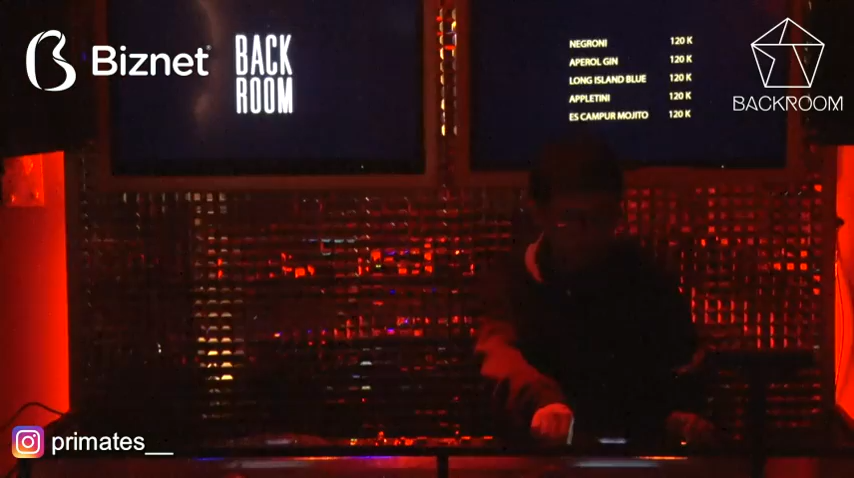 Biznet
BACK
ROOM
NEGRONI 120 K
APEROL GIN 120 K
LONG ISLAND BLUE 120 K
APPLETINI 120 K
ES CAMPUR MOJITO 120 K
BACKROOM
primates__